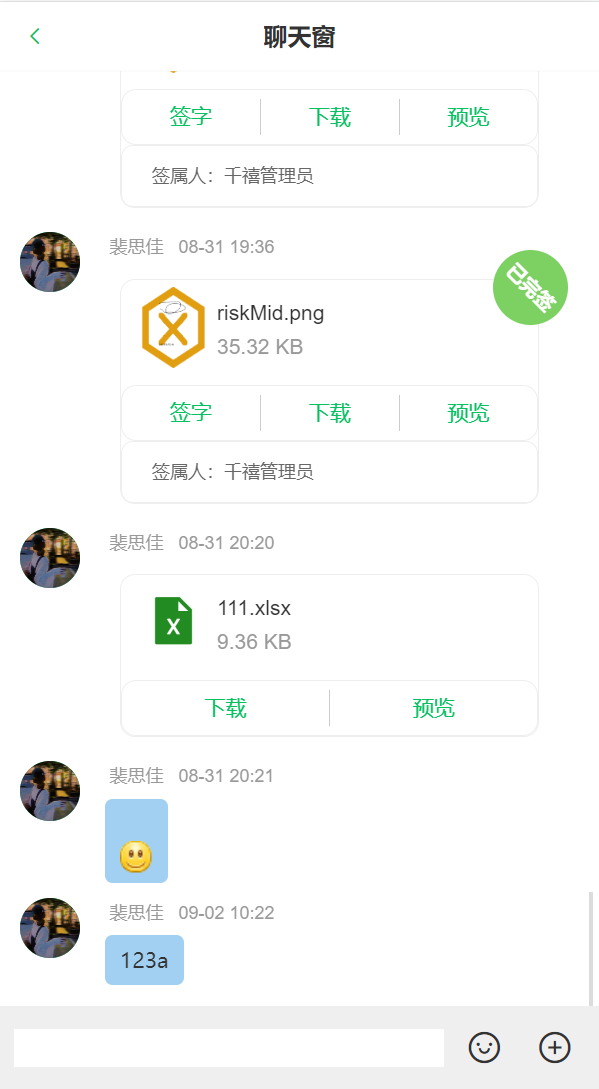 聊天窗
签字 下载 预览
签属人：千禧管理员
裴思佳 08-31 19:36
已完签
riskMid.png
35.32 KB
签字 下载 预览
签属人：千禧管理员
裴思佳 08-31 20:20
X
111.xlsx
9.36 KB
下载 预览
裴思佳 08-31 20:21
裴思佳 09-02 10:22
123a